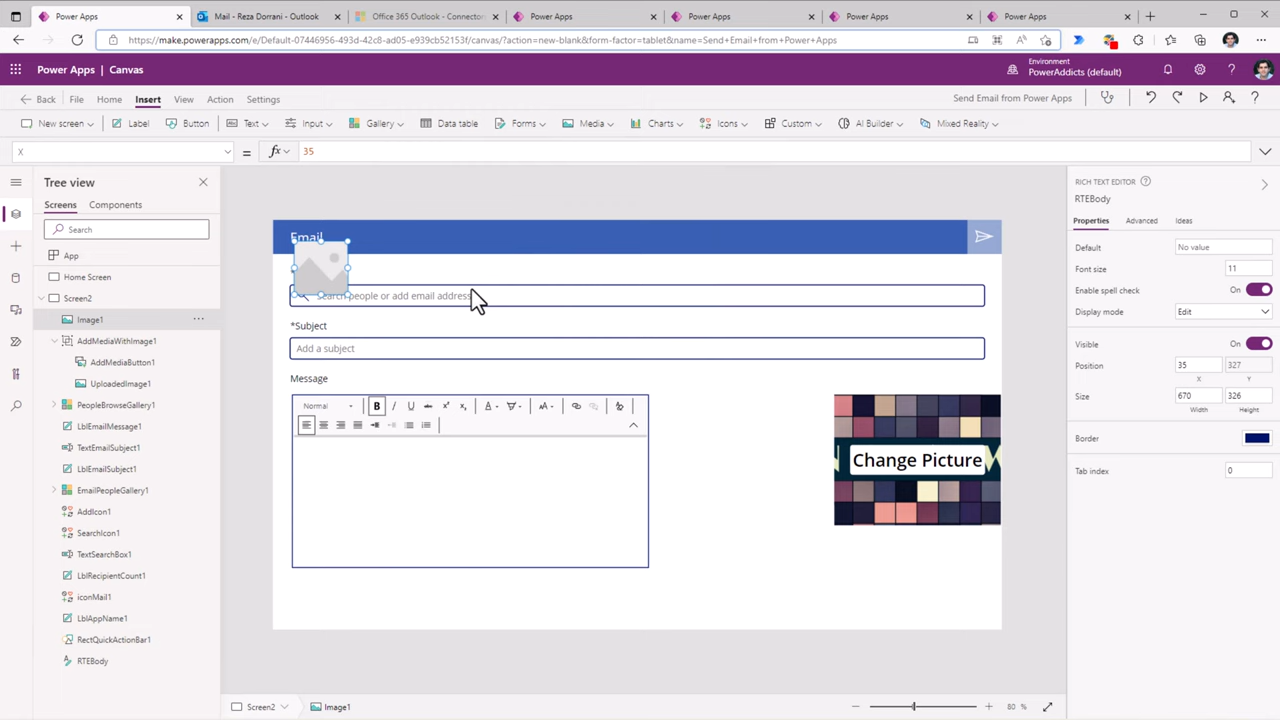 Power Apps
Mail - Reza Dorrani - Outlook
Office 365 Outlook - Connector
Power Apps
Power Apps
Power Apps
Power Apps
https://make.powerapps.com/e/Default-07446956-493d-42c8-ad05-e939cb52153f/canvas/?action=new-blank&form-factor=tablet&name=Send+Email+from+Power+Apps
Power Apps | Canvas
Environment
PowerAddicts (default)
Back File Home Insert View Action Settings
Send Email from Power Apps
New screen Label Button Text Input Gallery Data table Forms Media Charts Icons Custom AI Builder Mixed Reality
X = fx 35
Tree view
Screens Components
Search
App
Home Screen
Screen2
Image1
AddMediaWithImage1
AddMediaButton1
UploadedImage1
PeopleBrowseGallery1
LblEmailMessage1
TextEmailSubject1
LblEmailSubject1
EmailPeopleGallery1
AddIcon1
SearchIcon1
TextSearchBox1
LblRecipientCount1
iconMail1
LblAppName1
RectQuickActionBar1
RTEBody
Email
Search people or add email address
*Subject
Add a subject
Message
Normal
Change Picture
RICH TEXT EDITOR
RTEBody
Properties Advanced Ideas
Default No value
Font size 11
Enable spell check On
Display mode Edit
Visible On
Position 35 327
X Y
Size 670 326
Width Height
Border
Tab index 0
Screen2 Image1
80 %